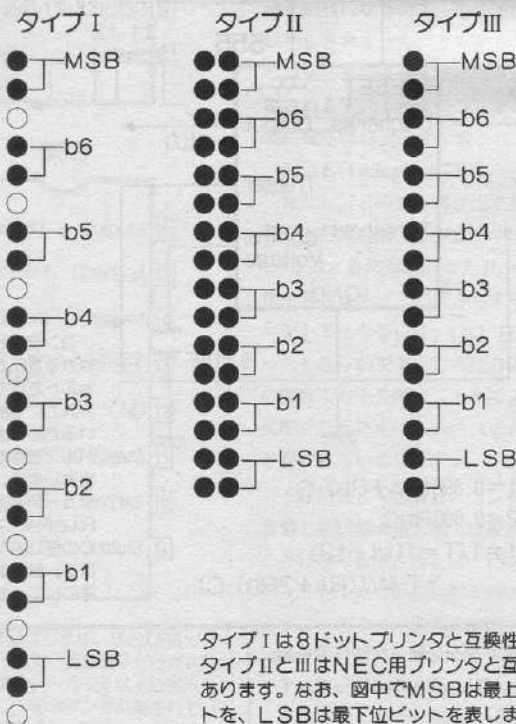 タイプⅠ
MSB
b6
b5
b4
b3
b2
b1
LSB
タイプⅡ
MSB
b6
b5
b4
b3
b2
b1
LSB
タイプⅢ
MSB
b6
b5
b4
b3
b2
b1
LSB
タイプⅠは8ドットプリンタと互換性
タイプⅡとⅢはNEC用プリンタと互
あります。なお、図中でMSBは最上
トを、LSBは最下位ビットを表しま